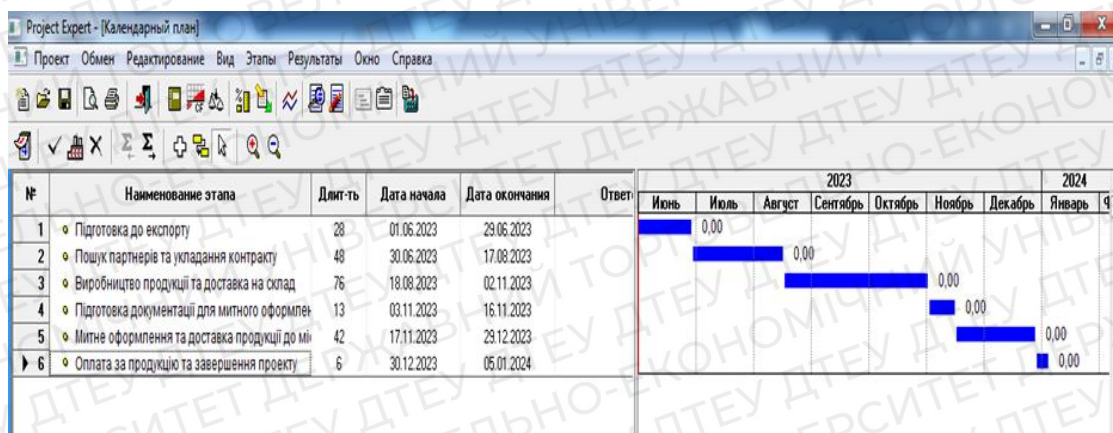 Project Expert - [Календарный план]
Проект Обмен Редактирование Вид Этапы Результаты Окно Справка
№ Наименование этапа Длит-ть Дата начала Дата окончания Ответ
2023 2024
Июнь Июль Август Сентябрь Октябрь Ноябрь Декабрь Январь
1 Підготовка до експорту 28 01.06.2023 29.06.2023 0,00
2 Пошук партнерів та укладання контракту 48 30.06.2023 17.08.2023 0,00
3 Виробництво продукції та доставка на склад 76 18.08.2023 02.11.2023 0,00
4 Підготовка документації для митного оформлен 13 03.11.2023 16.11.2023 0,00
5 Митне оформлення та доставка продукції до мі 42 17.11.2023 29.12.2023 0,00
6 Оплата за продукцію та завершення проекту 6 30.12.2023 05.01.2024 0,00